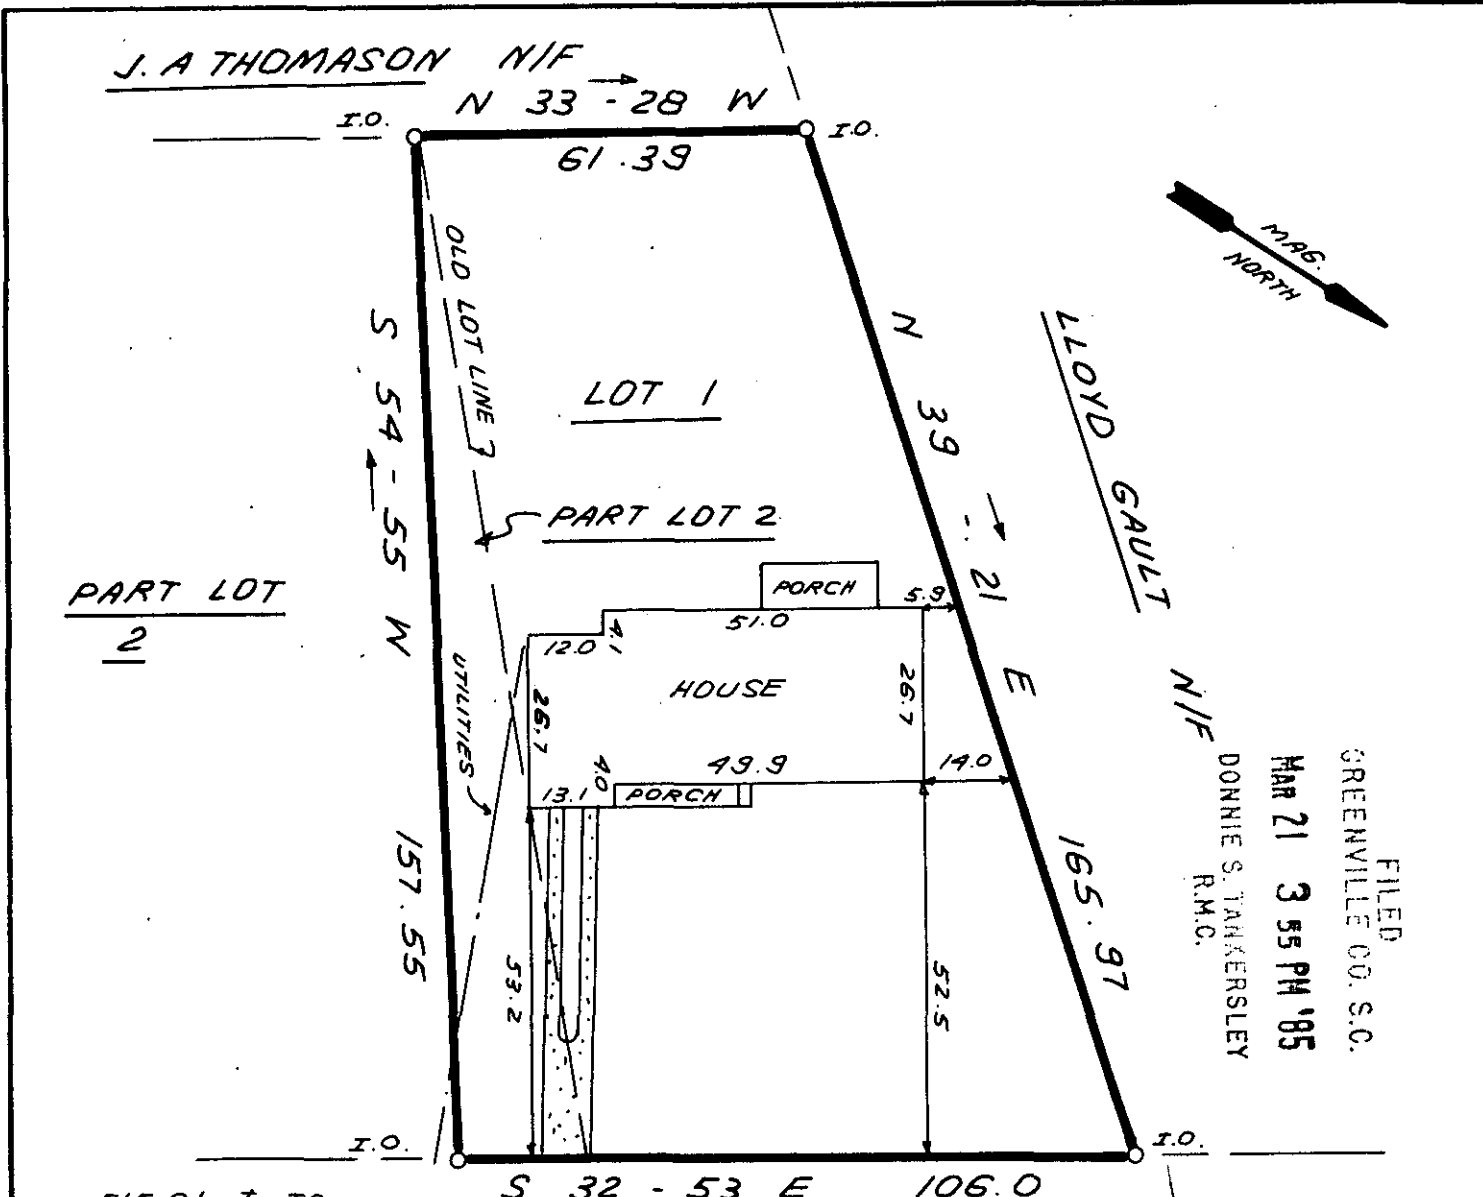 J. A THOMASON N/F
N 33 - 28 W
I.O.
I.O.
61.39
MAG.
NORTH
OLD LOT LINE
S 54 - 55 W
157.55
N 39 - 21 E
165.97
LLOYD GAULT N/F
LOT 1
PART LOT 2
PART LOT
2
PORCH
5.9
51.0
4.1
12.0
HOUSE
26.7
26.7
UTILITIES
49.9
14.0
4.0
13.1
PORCH
53.2
52.5
FILED
GREENVILLE CO. S.C.
MAR 21 3 55 PM '85
DONNIE S. TANKERSLEY
R.M.C.
I.O.
I.O.
S 32 - 53 E 106.0